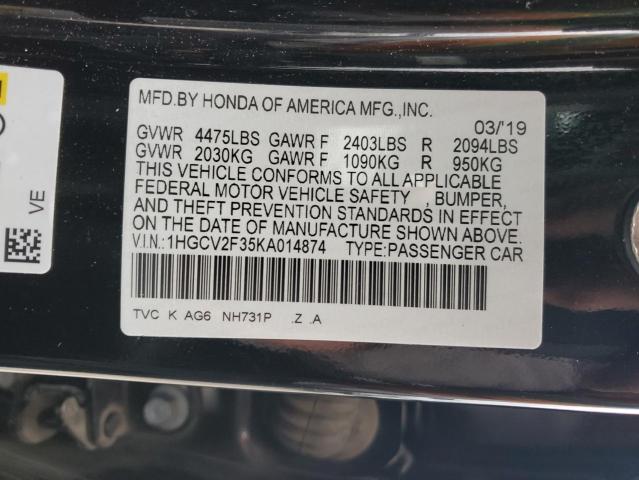 MFD.BY HONDA OF AMERICA MFG.,INC.
03/'19
GVWR 4475LBS GAWR F 2403LBS R 2094LBS
GVWR 2030KG GAWR F 1090KG R 950KG
THIS VEHICLE CONFORMS TO ALL APPLICABLE
FEDERAL MOTOR VEHICLE SAFETY , BUMPER,
AND THEFT PREVENTION STANDARDS IN EFFECT
ON THE DATE OF MANUFACTURE SHOWN ABOVE.
V.I.N.:1HGCV2F35KA014874 TYPE:PASSENGER CAR
TVC K AG6 NH731P .Z .A
VE